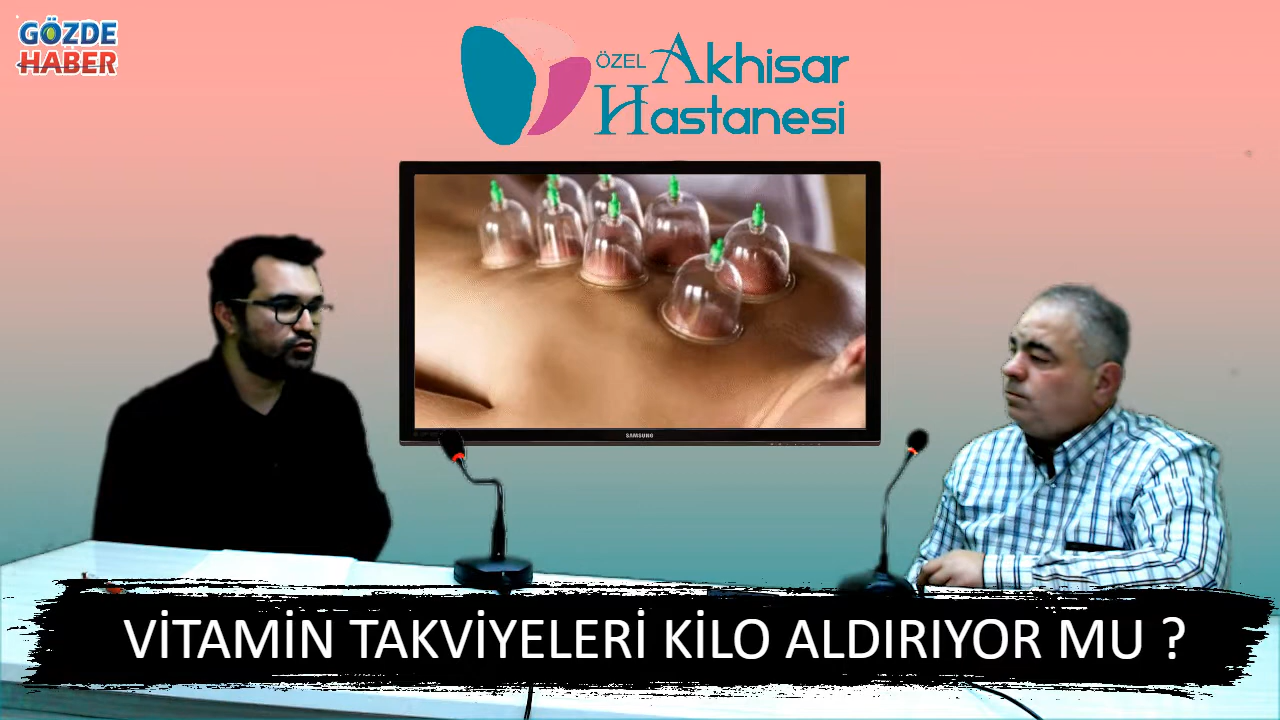 GÖZDE
HABER
ÖZEL Akhisar
Hastanesi
SAMSUNG
VİTAMİN TAKVİYELERİ KİLO ALDIRIYOR MU ?